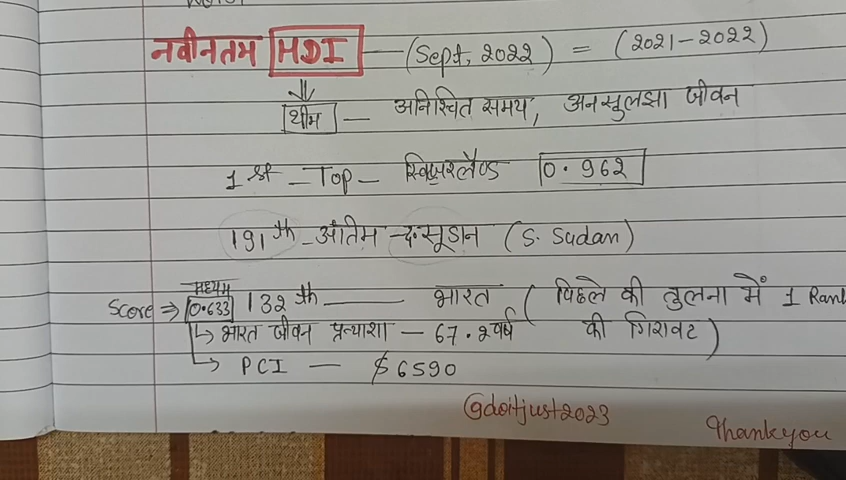 नवीनतम HDI — (Sept, 2022) = (2021-2022)
थीम — अनिश्चित समय, अनसुलझा जीवन
1st - Top - स्विज़रलैण्ड 0.962
191th - अंतिम - द. सूडान (S. Sudan)
मध्यम
Score ⇒ 0.633 132th — भारत (पिछले की तुलना में 1 Rank
↳ भारत जीवन प्रत्याशा — 67.2 वर्ष की गिरावट)
↳ PCI — $6590
@doitjust2023
Thankyou